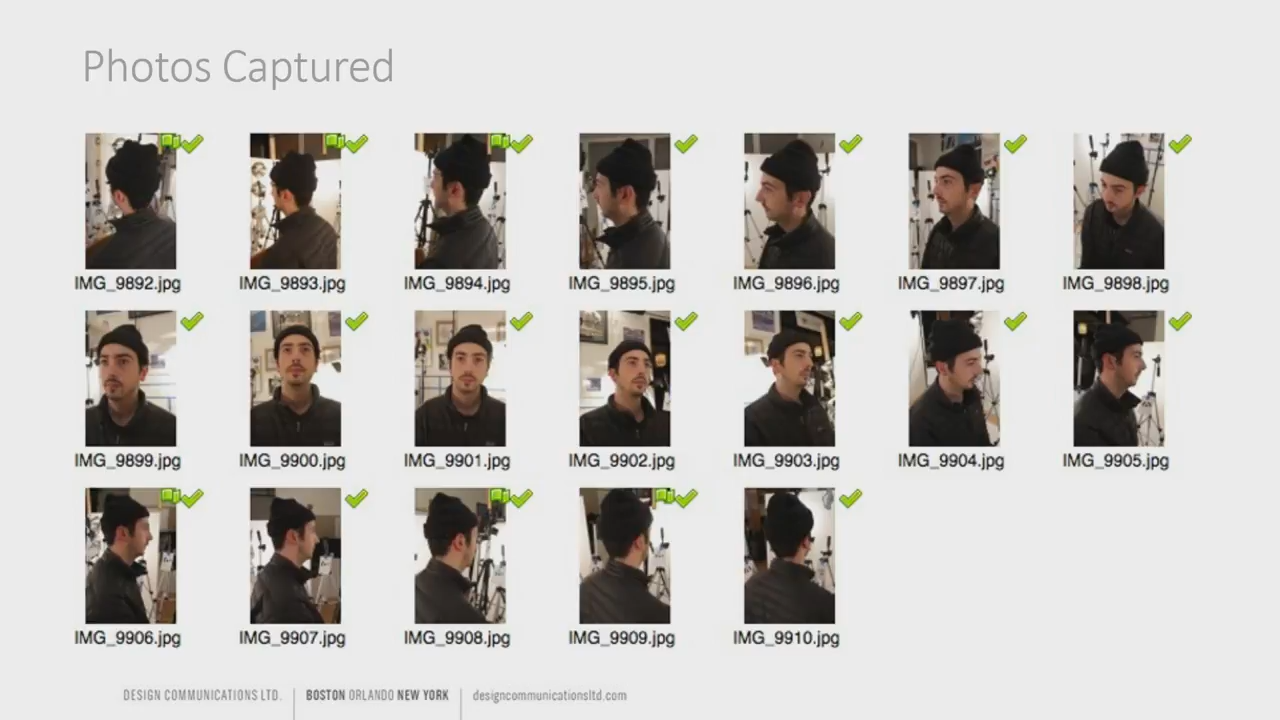 Photos Captured
IMG_9892.jpg IMG_9893.jpg IMG_9894.jpg IMG_9895.jpg IMG_9896.jpg IMG_9897.jpg IMG_9898.jpg
IMG_9899.jpg IMG_9900.jpg IMG_9901.jpg IMG_9902.jpg IMG_9903.jpg IMG_9904.jpg IMG_9905.jpg
IMG_9906.jpg IMG_9907.jpg IMG_9908.jpg IMG_9909.jpg IMG_9910.jpg
DESIGN COMMUNICATIONS LTD. BOSTON ORLANDO NEW YORK designcommunicationsltd.com